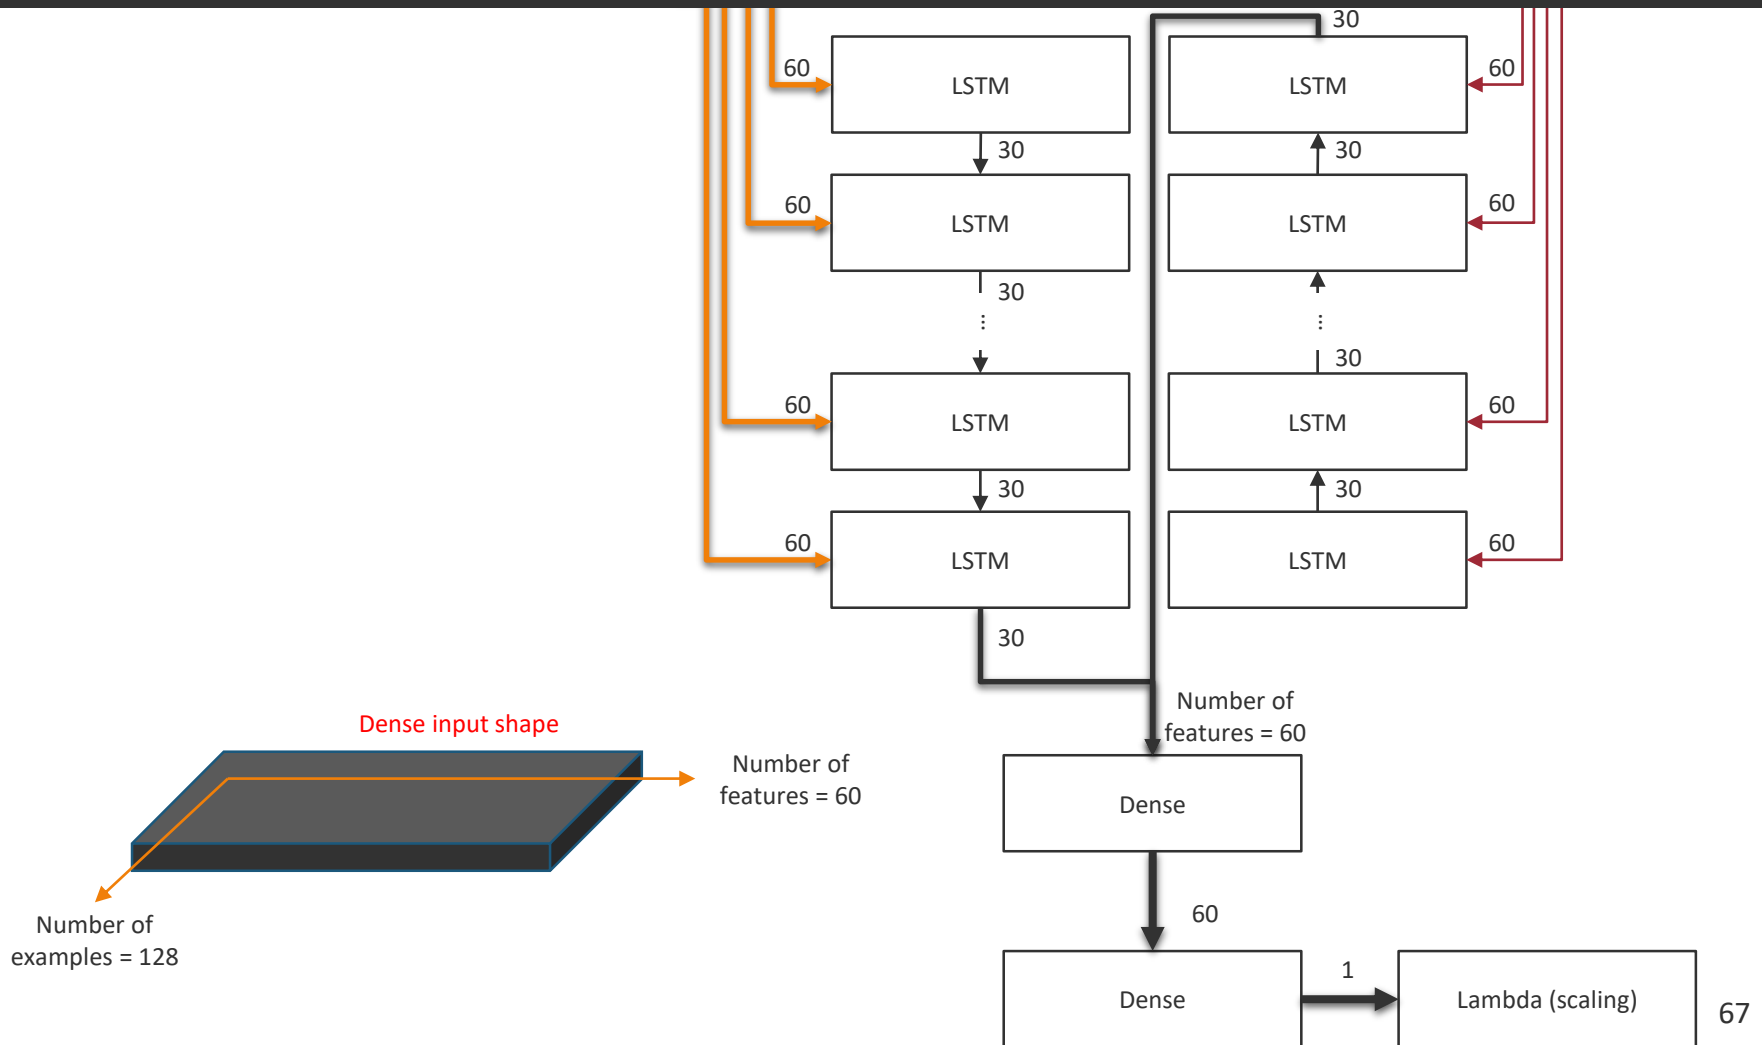 30
60
LSTM
LSTM
60
30
30
60
LSTM
LSTM
60
30
...
...
30
60
LSTM
LSTM
60
30
30
60
LSTM
LSTM
60
30
Number of
features = 60
Dense input shape
Number of
features = 60
Dense
Number of
examples = 128
60
Dense
1
Lambda (scaling)
67